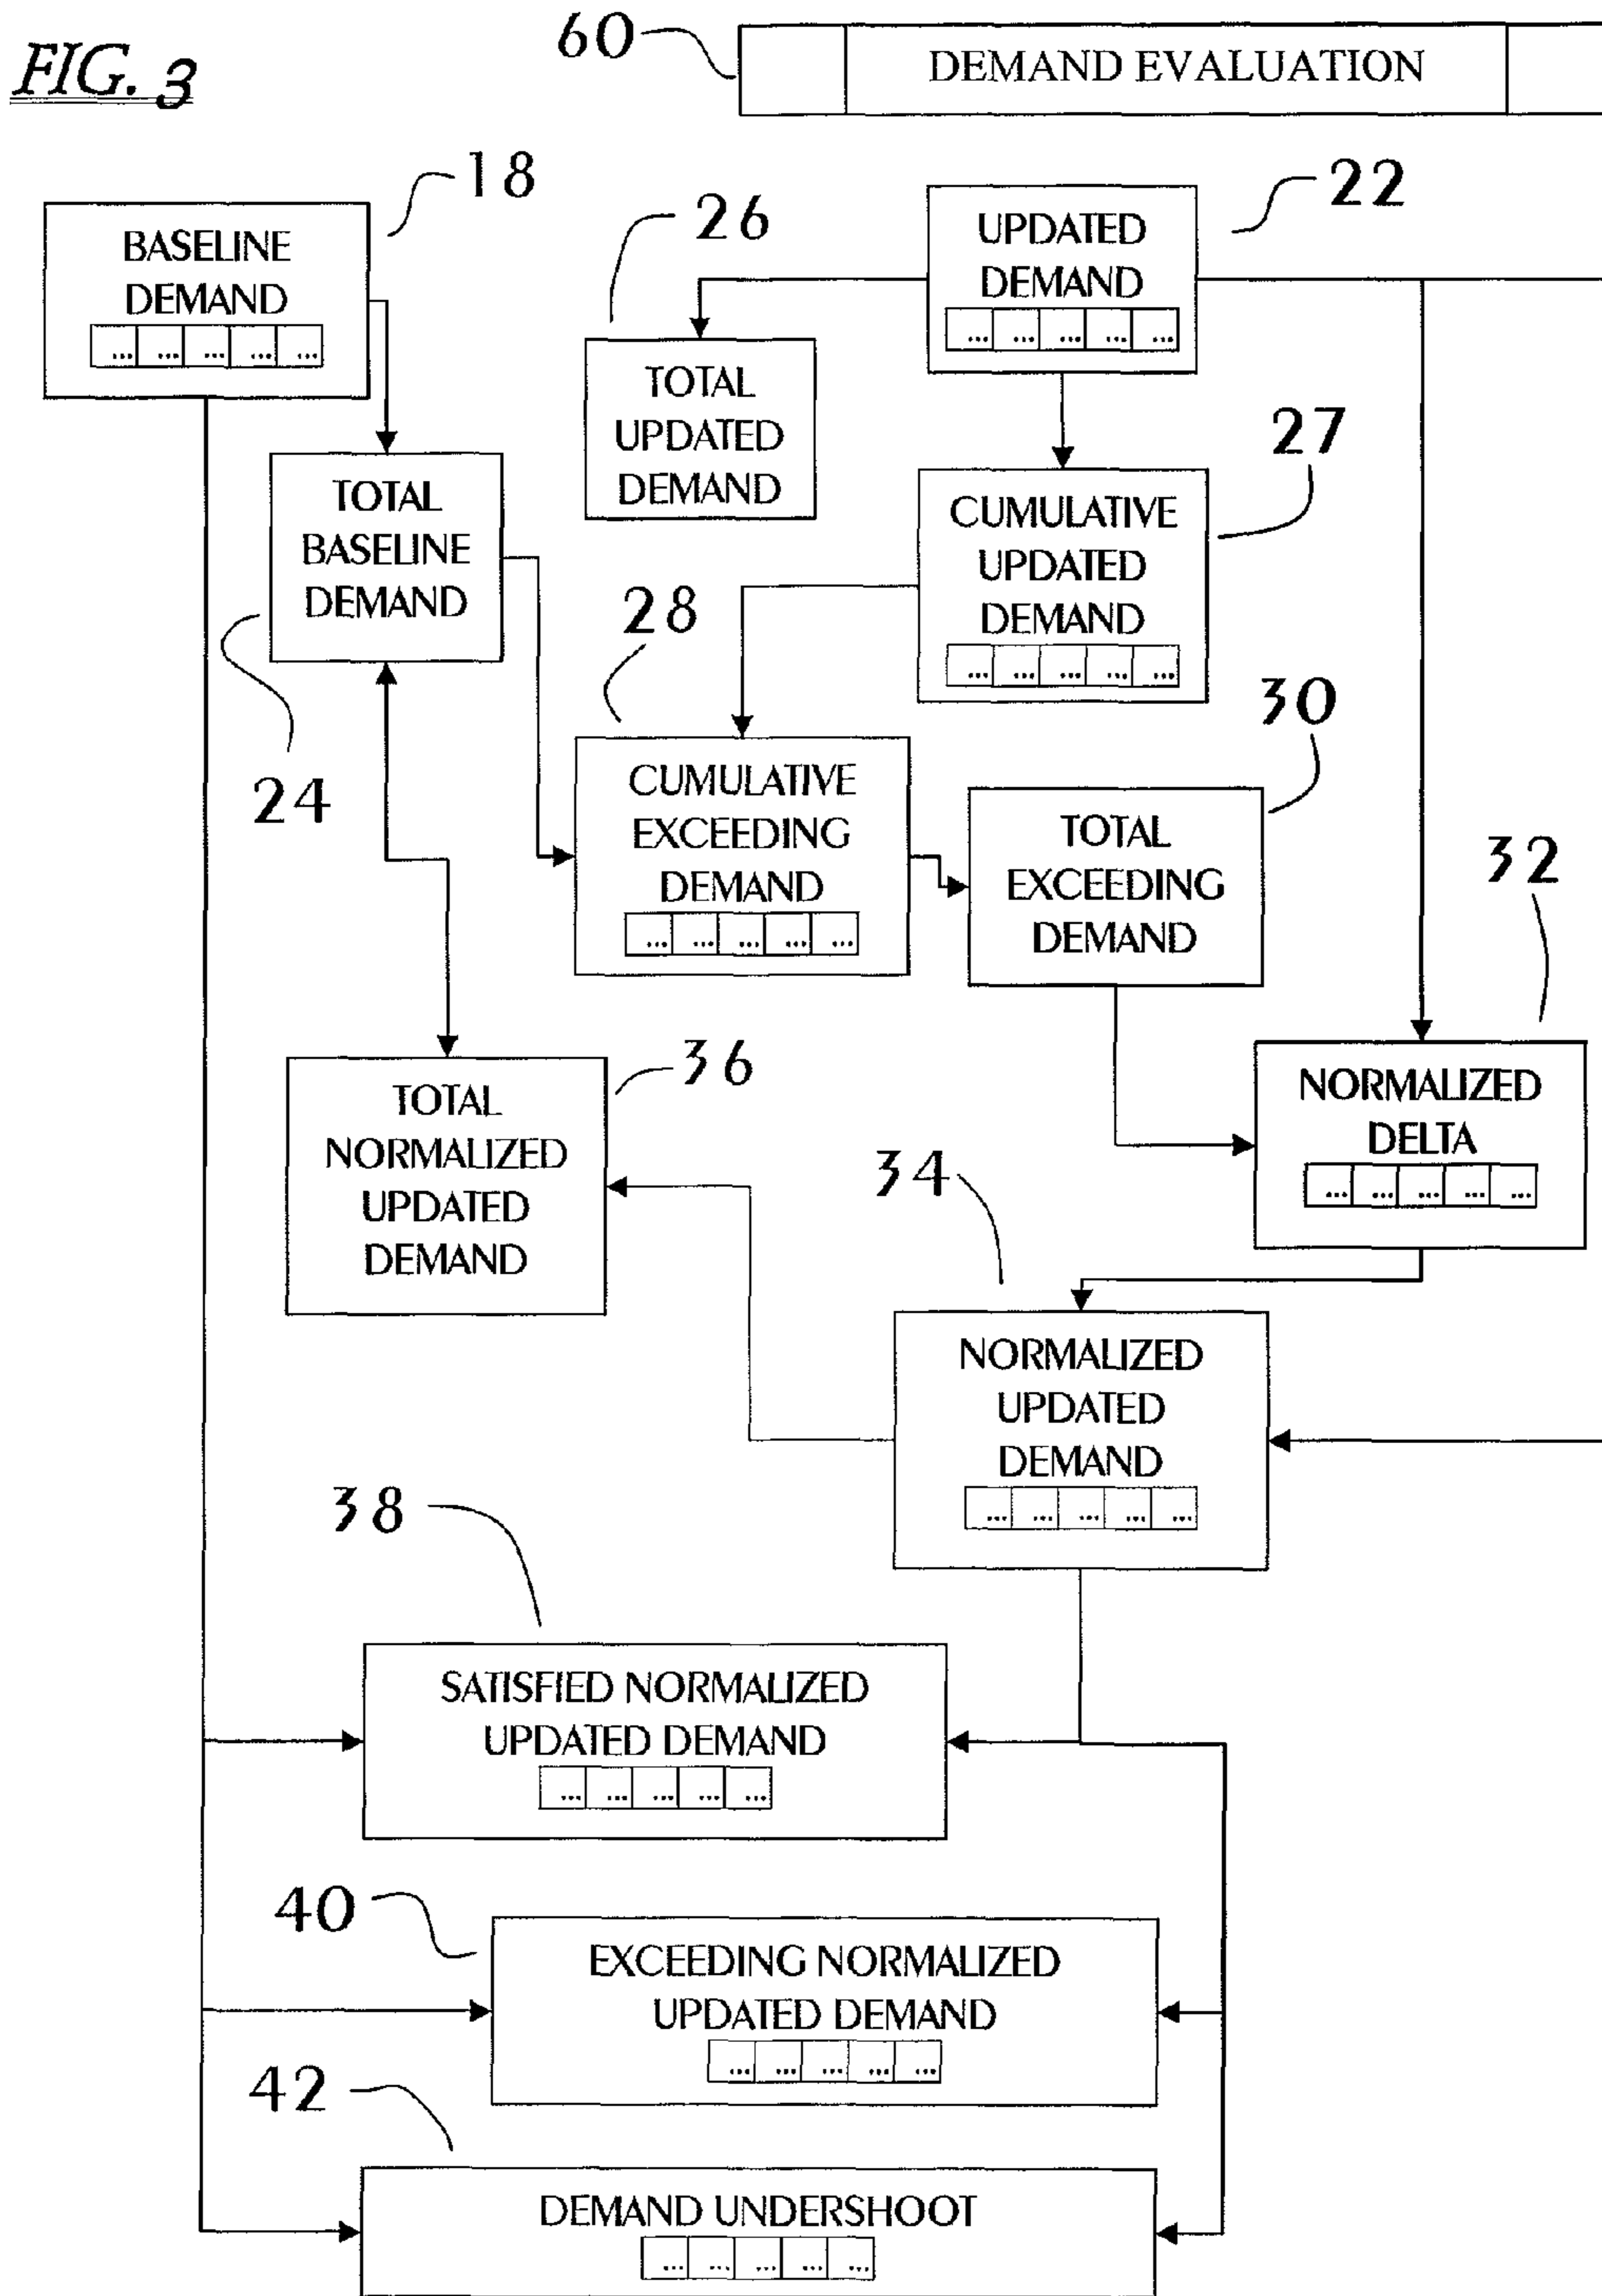 FIG. 3
60
DEMAND EVALUATION
18
BASELINE
DEMAND
... ... ... ... ...
22
UPDATED
DEMAND
... ... ... ... ...
26
TOTAL
UPDATED
DEMAND
27
CUMULATIVE
UPDATED
DEMAND
... ... ... ... ...
TOTAL
BASELINE
DEMAND
24
28
CUMULATIVE
EXCEEDING
DEMAND
... ... ... ... ...
30
TOTAL
EXCEEDING
DEMAND
32
NORMALIZED
DELTA
... ... ... ... ...
36
TOTAL
NORMALIZED
UPDATED
DEMAND
34
NORMALIZED
UPDATED
DEMAND
... ... ... ... ...
38
SATISFIED NORMALIZED
UPDATED DEMAND
... ... ... ... ...
40
EXCEEDING NORMALIZED
UPDATED DEMAND
... ... ... ... ...
42
DEMAND UNDERSHOOT
... ... ... ... ...